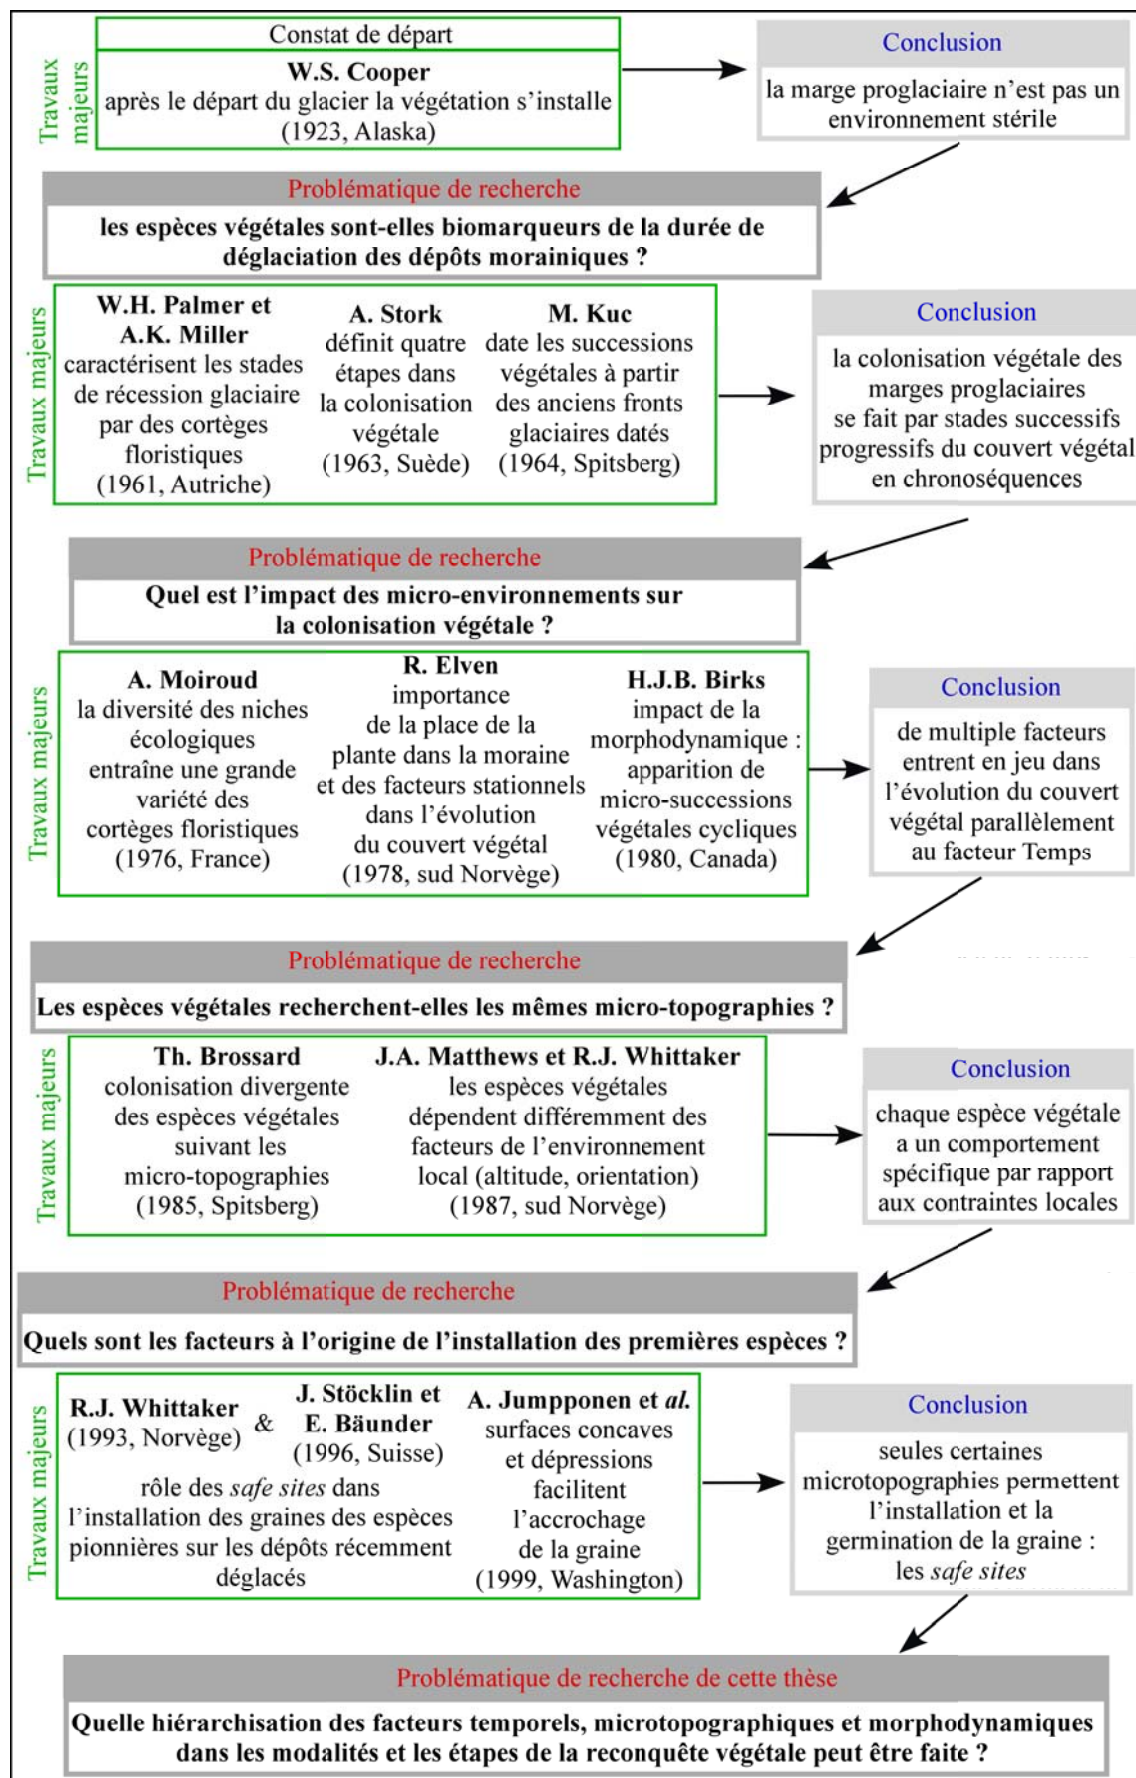 Constat de départ
Travaux
majeurs
W.S. Cooper
après le départ du glacier la végétation s'installe
(1923, Alaska)
Conclusion
la marge proglaciaire n'est pas un
environnement stérile
Problématique de recherche
les espèces végétales sont-elles biomarqueurs de la durée de
déglaciation des dépôts morainiques ?
Travaux majeurs
W.H. Palmer et
A.K. Miller
caractérisent les stades
de récession glaciaire
par des cortèges
floristiques
(1961, Autriche)
A. Stork
définit quatre
étapes dans
la colonisation
végétale
(1963, Suède)
M. Kuc
date les successions
végétales à partir
des anciens fronts
glaciaires datés
(1964, Spitsberg)
Conclusion
la colonisation végétale des
marges proglaciaires
se fait par stades successifs
progressifs du couvert végétal
en chronoséquences
Problématique de recherche
Quel est l'impact des micro-environnements sur
la colonisation végétale ?
Travaux majeurs
A. Moiroud
la diversité des niches
écologiques
entraîne une grande
variété des
cortèges floristiques
(1976, France)
R. Elven
importance
de la place de la
plante dans la moraine
et des facteurs stationnels
dans l'évolution
du couvert végétal
(1978, sud Norvège)
H.J.B. Birks
impact de la
morphodynamique :
apparition de
micro-successions
végétales cycliques
(1980, Canada)
Conclusion
de multiple facteurs
entrent en jeu dans
l'évolution du couvert
végétal parallèlement
au facteur Temps
Problématique de recherche
Les espèces végétales recherchent-elles les mêmes micro-topographies ?
Travaux majeurs
Th. Brossard
colonisation divergente
des espèces végétales
suivant les
micro-topographies
(1985, Spitsberg)
J.A. Matthews et R.J. Whittaker
les espèces végétales
dépendent différemment des
facteurs de l'environnement
local (altitude, orientation)
(1987, sud Norvège)
Conclusion
chaque espèce végétale
a un comportement
spécifique par rapport
aux contraintes locales
Problématique de recherche
Quels sont les facteurs à l'origine de l'installation des premières espèces ?
Travaux majeurs
R.J. Whittaker
(1993, Norvège)
&
J. Stöcklin et
E. Bäunder
(1996, Suisse)
rôle des safe sites dans
l'installation des graines des espèces
pionnières sur les dépôts récemment
déglacés
A. Jumpponen et al.
surfaces concaves
et dépressions
facilitent
l'accrochage
de la graine
(1999, Washington)
Conclusion
seules certaines
microtopographies permettent
l'installation et la
germination de la graine :
les safe sites
Problématique de recherche de cette thèse
Quelle hiérarchisation des facteurs temporels, microtopographiques et morphodynamiques
dans les modalités et les étapes de la reconquête végétale peut être faite ?